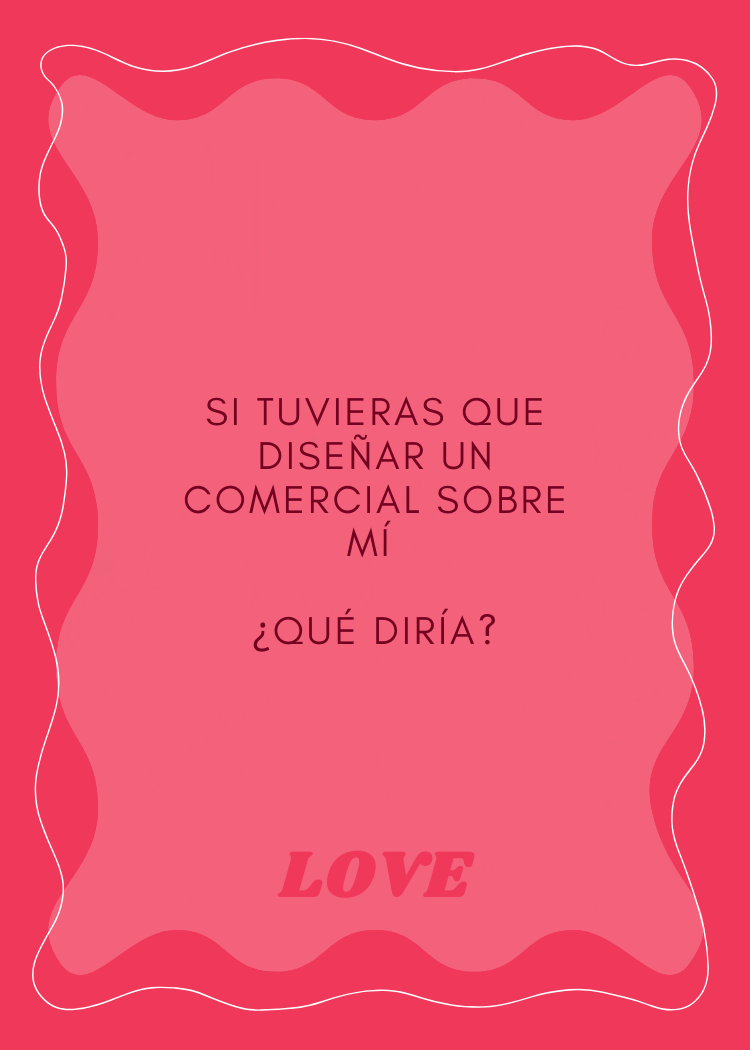 SI TUVIERAS QUE
DISEÑAR UN
COMERCIAL SOBRE
MÍ
¿QUÉ DIRÍA?
LOVE